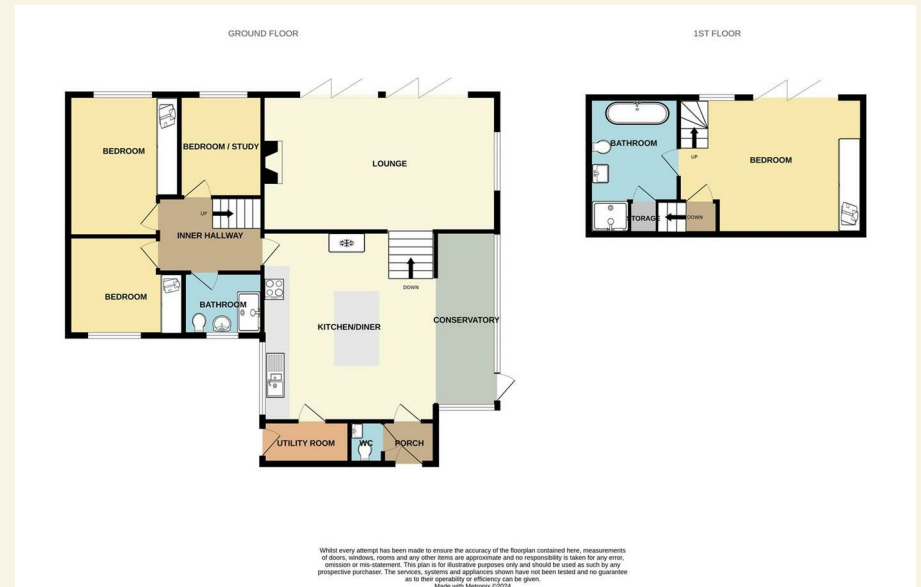 GROUND FLOOR
1ST FLOOR
BEDROOM
BEDROOM / STUDY
LOUNGE
UP
INNER HALLWAY
BEDROOM
BATHROOM
DOWN
KITCHEN/DINER
CONSERVATORY
UTILITY ROOM
WC
PORCH
BATHROOM
UP
BEDROOM
STORAGE
DOWN
Whilst every attempt has been made to ensure the accuracy of the floorplan contained here, measurements
of doors, windows, rooms and any other items are approximate and no responsibility is taken for any error,
omission or mis-statement. This plan is for illustrative purposes only and should be used as such by any
prospective purchaser. The services, systems and appliances shown have not been tested and no guarantee
as to their operability or efficiency can be given.
Made with Metropix ©2024